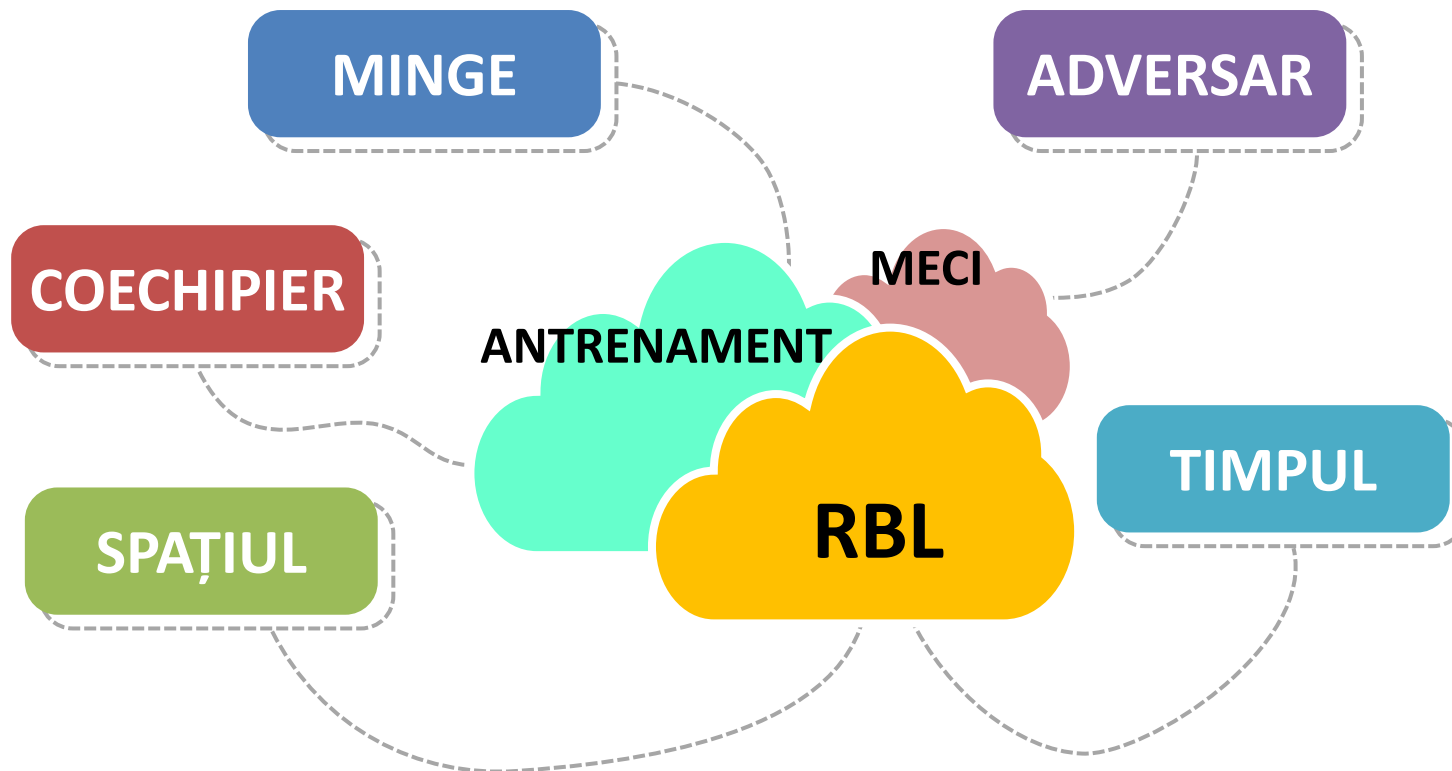 MINGE
ADVERSAR
COECHIPIER
MECI
ANTRENAMENT
TIMPUL
SPAȚIUL
RBL